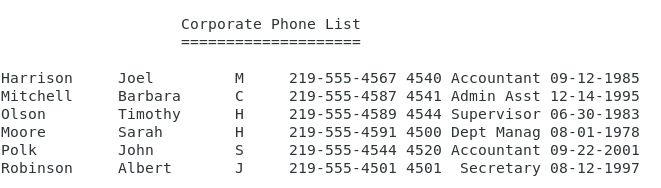 Corporate Phone List
====================
Harrison     Joel         M     219-555-4567 4540 Accountant 09-12-1985
Mitchell     Barbara      C     219-555-4587 4541 Admin Asst 12-14-1995
Olson        Timothy      H     219-555-4589 4544 Supervisor 06-30-1983
Moore        Sarah        H     219-555-4591 4500 Dept Manag 08-01-1978
Polk         John         S     219-555-4544 4520 Accountant 09-22-2001
Robinson     Albert       J     219-555-4501 4501  Secretary 08-12-1997